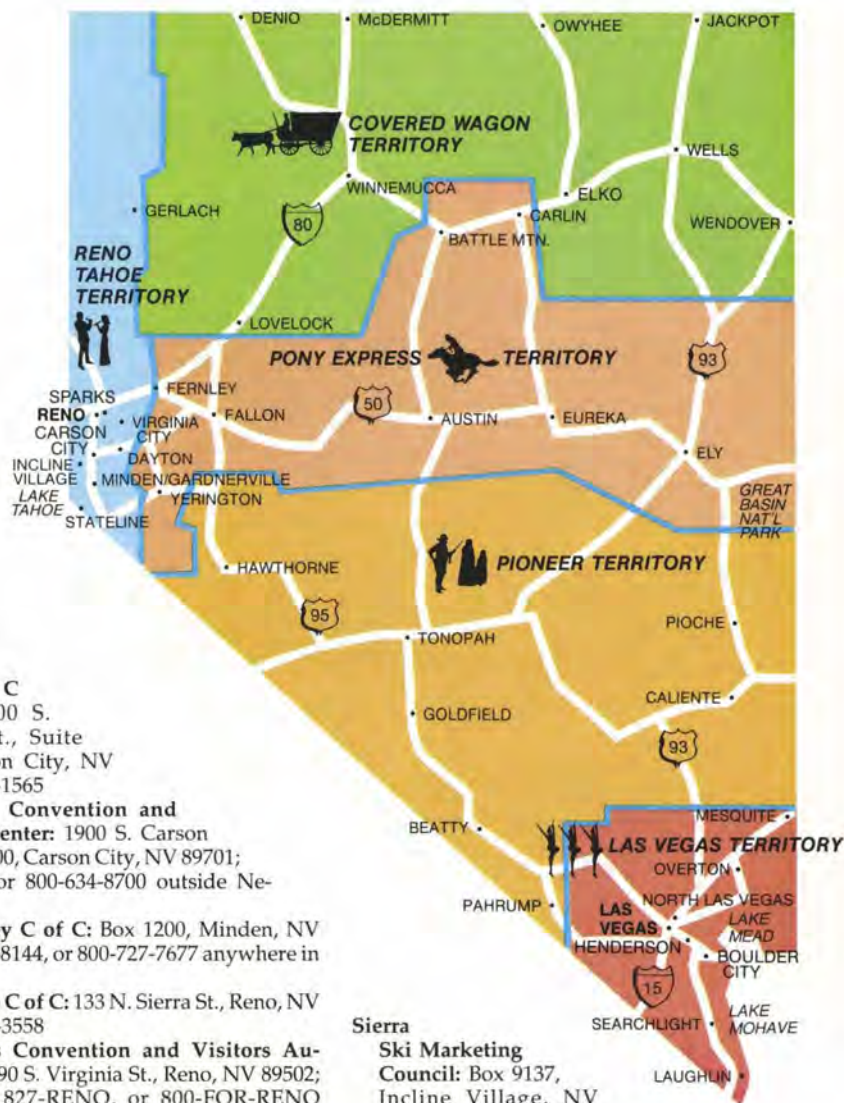 DENIO
McDERMITT
OWYHEE
JACKPOT
COVERED WAGON
TERRITORY
WELLS
WINNEMUCCA
ELKO
CARLIN
GERLACH
80
WENDOVER
BATTLE MTN.
RENO
TAHOE
TERRITORY
LOVELOCK
PONY EXPRESS
TERRITORY
93
SPARKS
FERNLEY
RENO
50
VIRGINIA
CITY
FALLON
AUSTIN
EUREKA
CARSON
CITY
DAYTON
ELY
INCLINE
VILLAGE
MINDEN/GARDNERVILLE
LAKE
TAHOE
YERINGTON
STATELINE
GREAT
BASIN
NAT'L
PARK
HAWTHORNE
PIONEER TERRITORY
95
PIOCHE
TONOPAH
CALIENTE
GOLDFIELD
93
BEATTY
MESQUITE
LAS VEGAS TERRITORY
OVERTON
PAHRUMP
NORTH LAS VEGAS
LAS
VEGAS
LAKE
MEAD
HENDERSON
BOULDER
CITY
15
SEARCHLIGHT
LAKE
MOHAVE
LAUGHLIN
C
00 S.
t., Suite
on City, NV
-1565
Convention and
enter: 1900 S. Carson
00, Carson City, NV 89701;
or 800-634-8700 outside Ne-
y C of C: Box 1200, Minden, NV
8144, or 800-727-7677 anywhere in
C of C: 133 N. Sierra St., Reno, NV
-3558
s Convention and Visitors Au-
90 S. Virginia St., Reno, NV 89502;
827-RENO, or 800-FOR-RENO
Sierra
Ski Marketing
Council: Box 9137,
Incline Village, NV